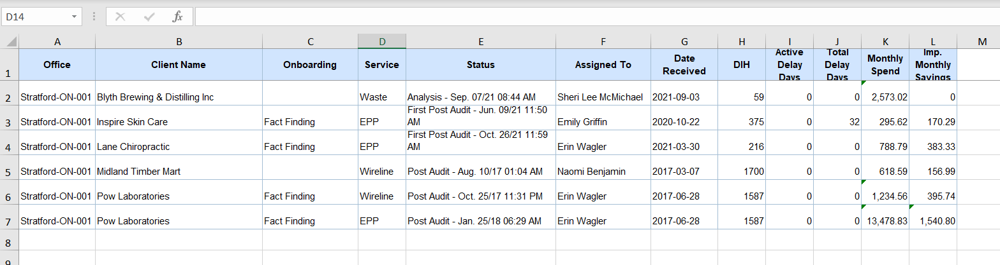 D14 fx
A B C D E F G H I J K L M
1 Office Client Name Onboarding Service Status Assigned To Date Received DIH Active Delay Days Total Delay Days Monthly Spend Imp. Monthly Savings
2 Stratford-ON-001 Blyth Brewing & Distilling Inc Waste Analysis - Sep. 07/21 08:44 AM Sheri Lee McMichael 2021-09-03 59 0 0 2,573.02 0
3 Stratford-ON-001 Inspire Skin Care Fact Finding EPP First Post Audit - Jun. 09/21 11:50 AM Emily Griffin 2020-10-22 375 0 32 295.62 170.29
4 Stratford-ON-001 Lane Chiropractic Fact Finding EPP First Post Audit - Oct. 26/21 11:59 AM Erin Wagler 2021-03-30 216 0 0 788.79 383.33
5 Stratford-ON-001 Midland Timber Mart Wireline Post Audit - Aug. 10/17 01:04 AM Naomi Benjamin 2017-03-07 1700 0 0 618.59 156.99
6 Stratford-ON-001 Pow Laboratories Fact Finding Wireline Post Audit - Oct. 25/17 11:31 PM Erin Wagler 2017-06-28 1587 0 0 1,234.56 395.74
7 Stratford-ON-001 Pow Laboratories Fact Finding EPP Post Audit - Jan. 25/18 06:29 AM Erin Wagler 2017-06-28 1587 0 0 13,478.83 1,540.80
8
9